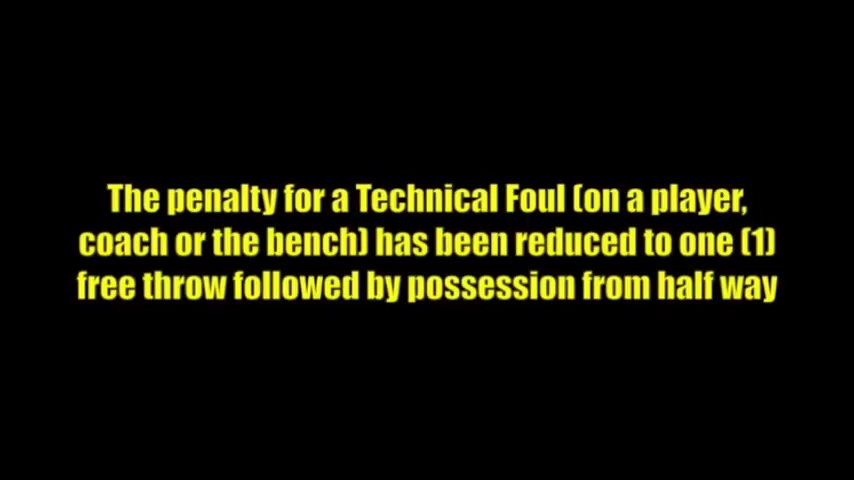 The penalty for a Technical Foul (on a player,
coach or the bench) has been reduced to one (1)
free throw followed by possession from half way